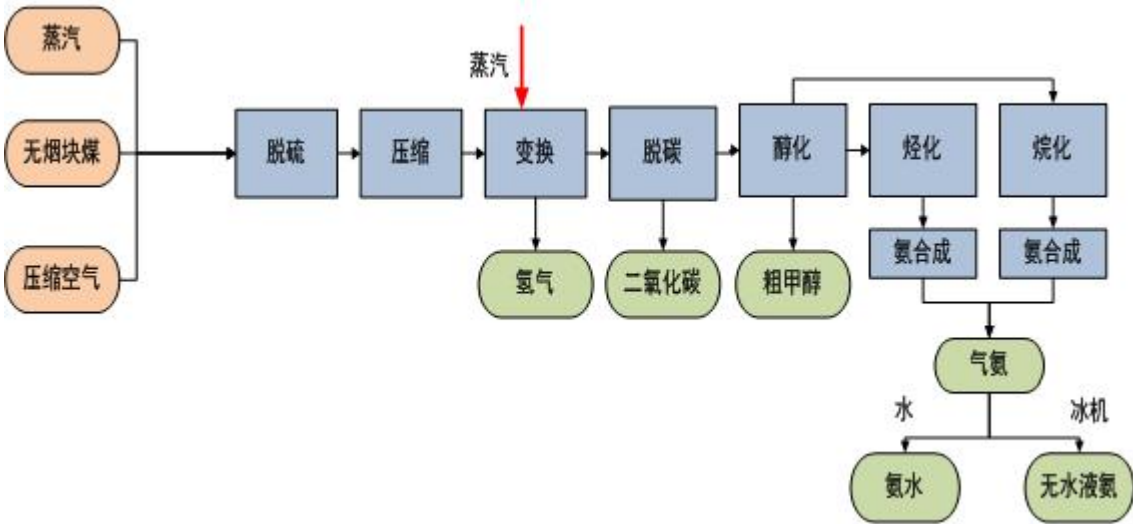 蒸汽
无烟块煤
压缩空气
脱硫
压缩
蒸汽
变换
脱碳
醇化
烃化
烷化
氢气
二氧化碳
粗甲醇
氨合成
氨合成
气氨
水
冰机
氨水
无水液氨